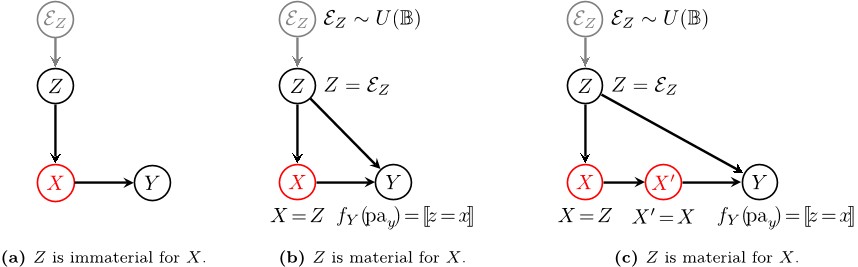 ℰ_Z
Z
X
Y
(a) Z is immaterial for X.
ℰ_Z ℰ_Z ∼ U(𝔹)
Z Z = ℰ_Z
X
Y
X = Z f_Y(pa_y) = ⟦z = x⟧
(b) Z is material for X.
ℰ_Z ℰ_Z ∼ U(𝔹)
Z Z = ℰ_Z
X
X′
Y
X = Z X′ = X f_Y(pa_y) = ⟦z = x⟧
(c) Z is material for X.